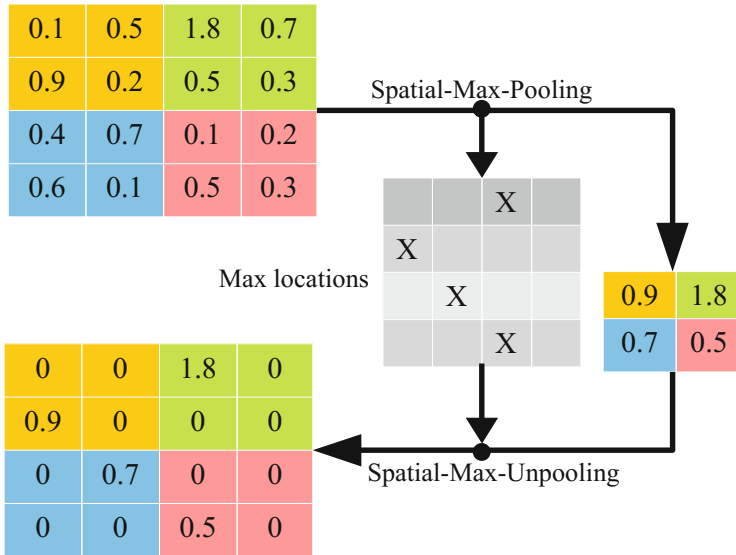 0.1 0.5 1.8 0.7
0.9 0.2 0.5 0.3
0.4 0.7 0.1 0.2
0.6 0.1 0.5 0.3
Spatial-Max-Pooling
X
X
X
X
Max locations
0.9 1.8
0.7 0.5
0 0 1.8 0
0.9 0 0 0
0 0.7 0 0
0 0 0.5 0
Spatial-Max-Unpooling